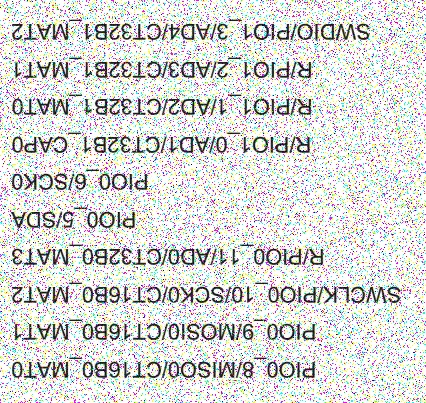 PIO0_8/MISO0/CT16B0_MAT0
PIO0_9/MOSI0/CT16B0_MAT1
SWCLK/PIO0_10/SCK0/CT16B0_MAT2
R/PIO0_11/AD0/CT32B0_MAT3
PIO0_5/SDA
PIO0_6/SCK0
R/PIO1_0/AD1/CT32B1_CAP0
R/PIO1_1/AD2/CT32B1_MAT0
R/PIO1_2/AD3/CT32B1_MAT1
SWDIO/PIO1_3/AD4/CT32B1_MAT2